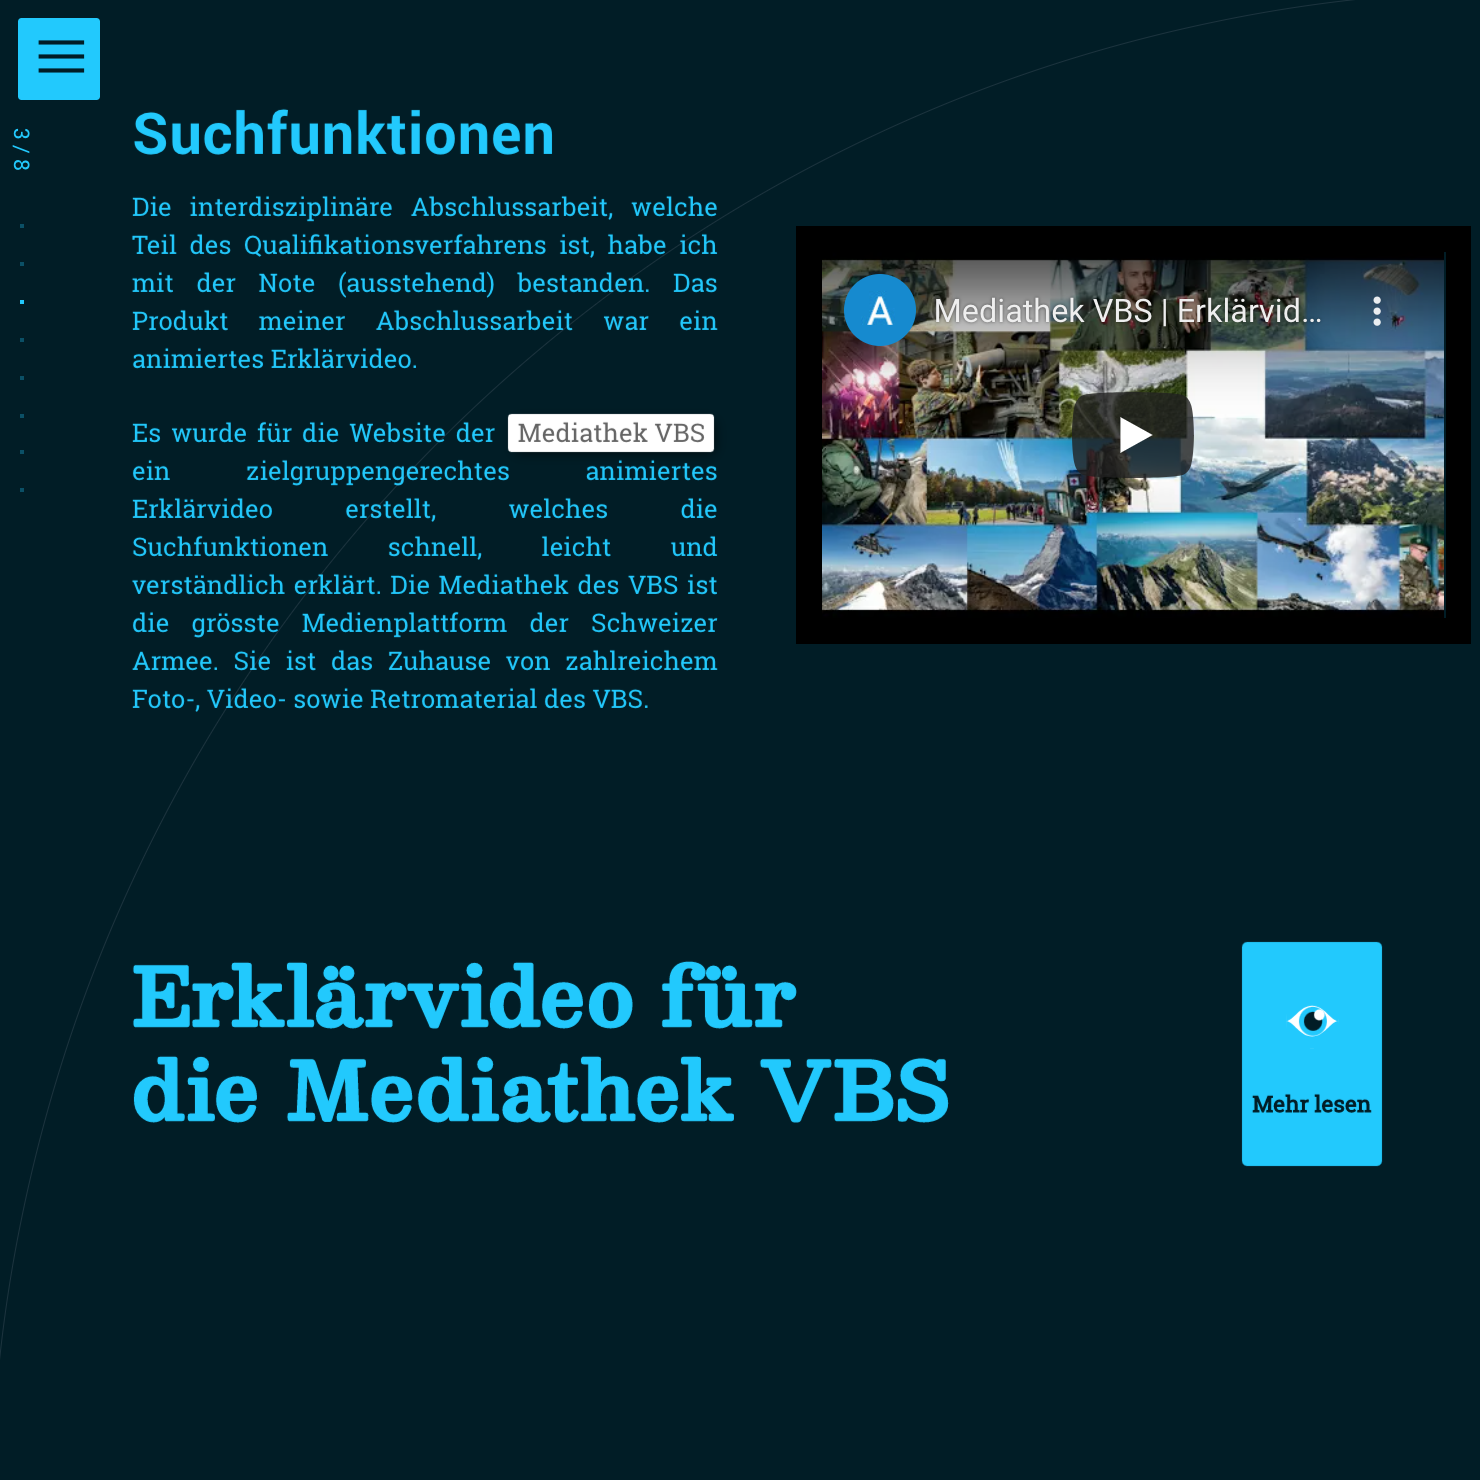 3/8
Suchfunktionen
Die interdisziplinäre Abschlussarbeit, welche
Teil des Qualifikationsverfahrens ist, habe ich
mit der Note (ausstehend) bestanden. Das
Produkt meiner Abschlussarbeit war ein
animiertes Erklärvideo.
Es wurde für die Website der Mediathek VBS
ein zielgruppengerechtes animiertes
Erklärvideo erstellt, welches die
Suchfunktionen schnell, leicht und
verständlich erklärt. Die Mediathek des VBS ist
die grösste Medienplattform der Schweizer
Armee. Sie ist das Zuhause von zahlreichem
Foto-, Video- sowie Retromaterial des VBS.
A Mediathek VBS | Erklärvid...
Erklärvideo für
die Mediathek VBS
Mehr lesen